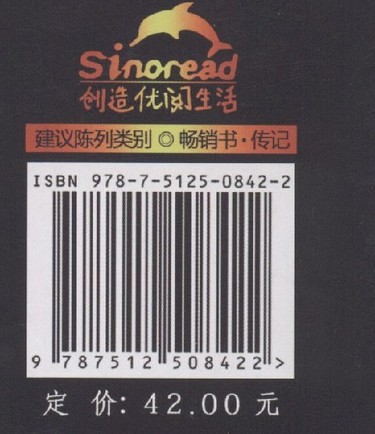 Sinoread
创造优阅生活
建议陈列类别 ◎ 畅销书·传记
ISBN 978-7-5125-0842-2
9 787512 508422 >
定 价: 42.00 元